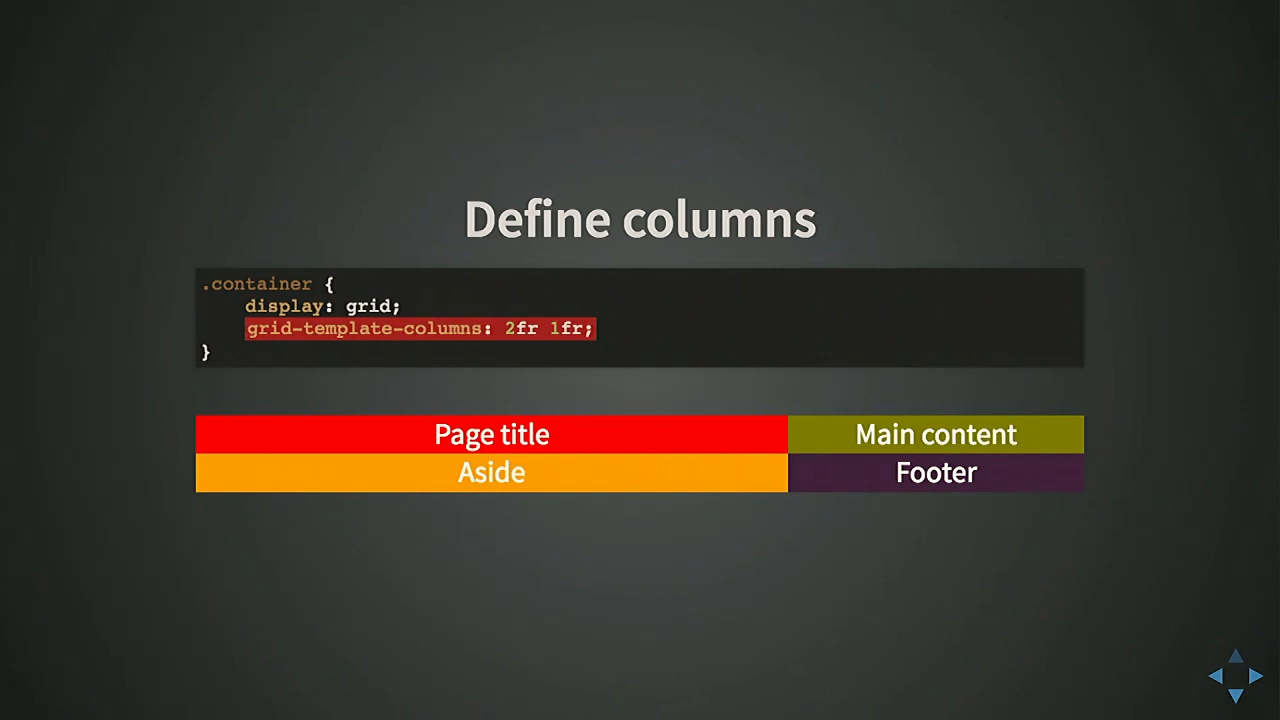 Define columns
.container {
    display: grid;
    grid-template-columns: 2fr 1fr;
}
Page title Main content
Aside Footer